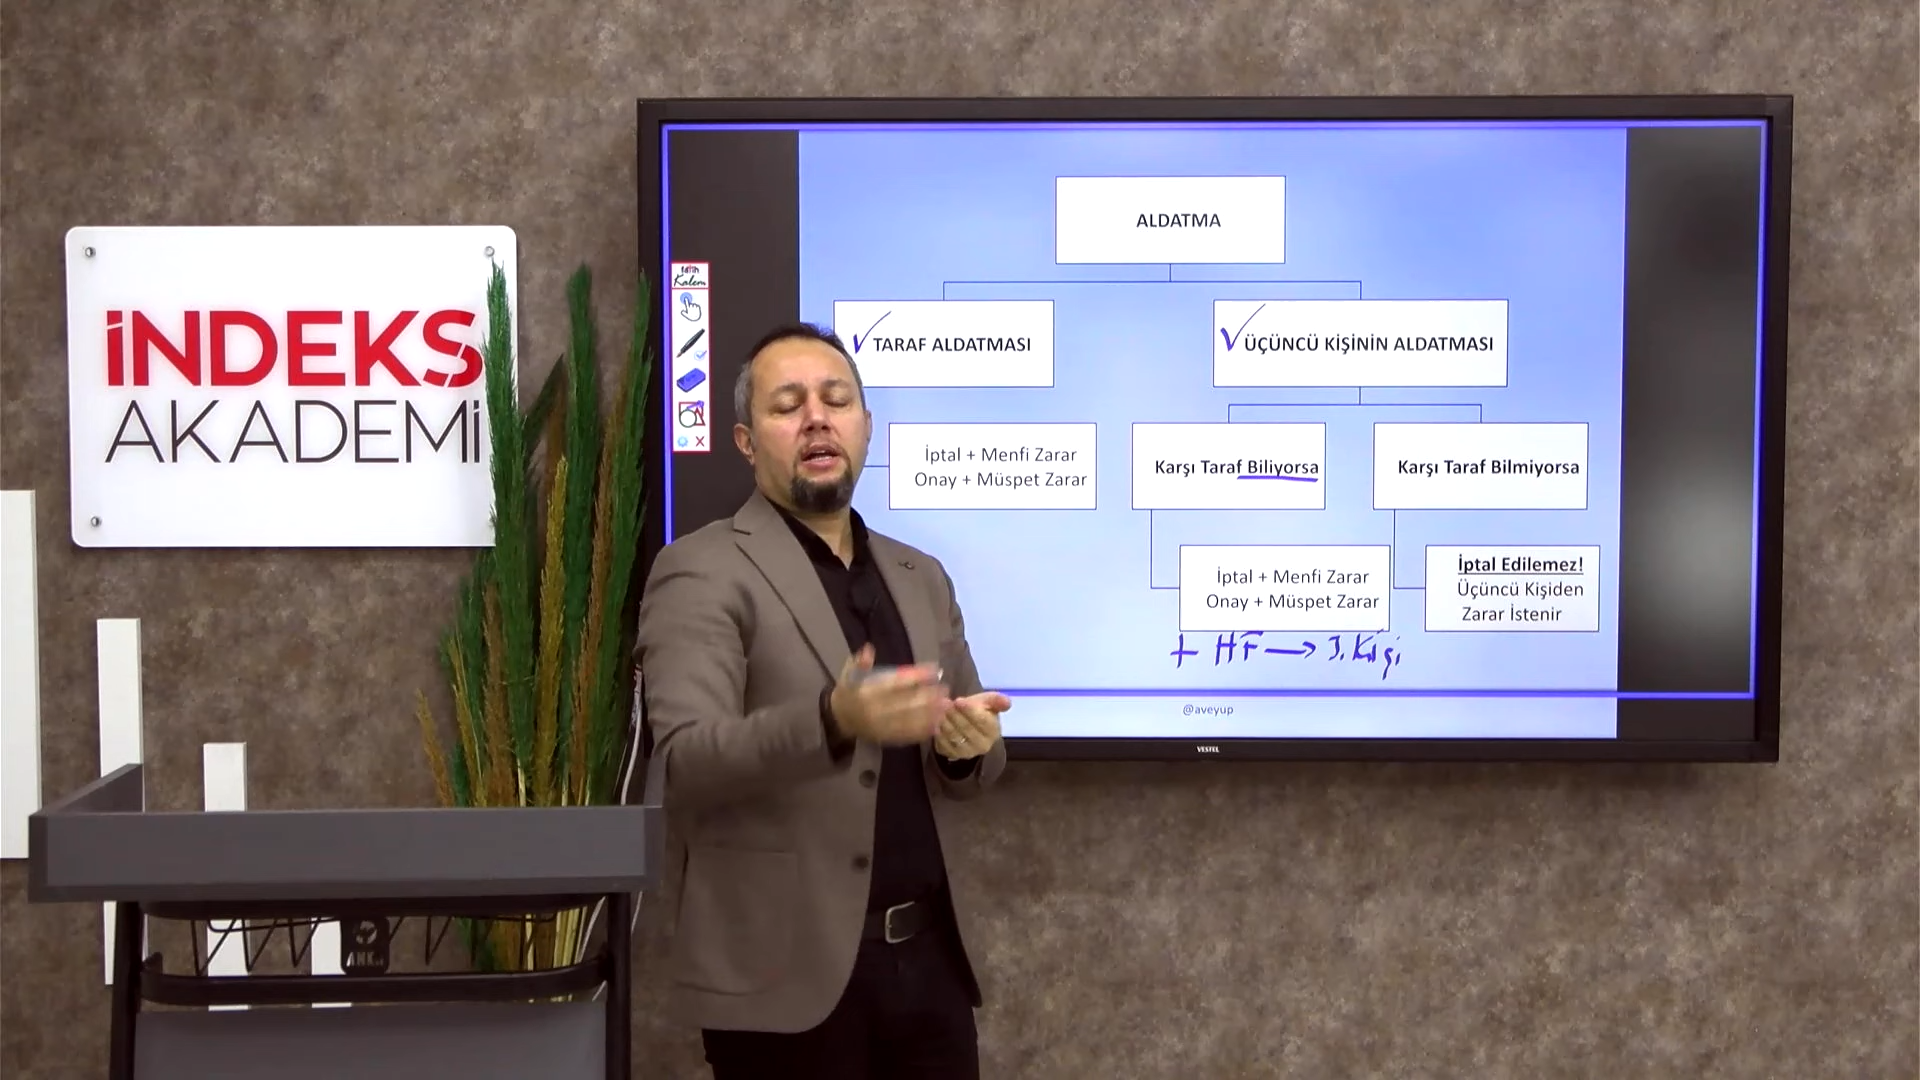 İNDEKS
AKADEMİ
fatih
Kalem
ALDATMA
TARAF ALDATMASI
ÜÇÜNCÜ KİŞİNİN ALDATMASI
İptal + Menfi Zarar
Onay + Müspet Zarar
Karşı Taraf Biliyorsa
Karşı Taraf Bilmiyorsa
İptal + Menfi Zarar
Onay + Müspet Zarar
İptal Edilemez!
Üçüncü Kişiden
Zarar İstenir
+ HF → 3. Kişi
@aveyup
VESTEL